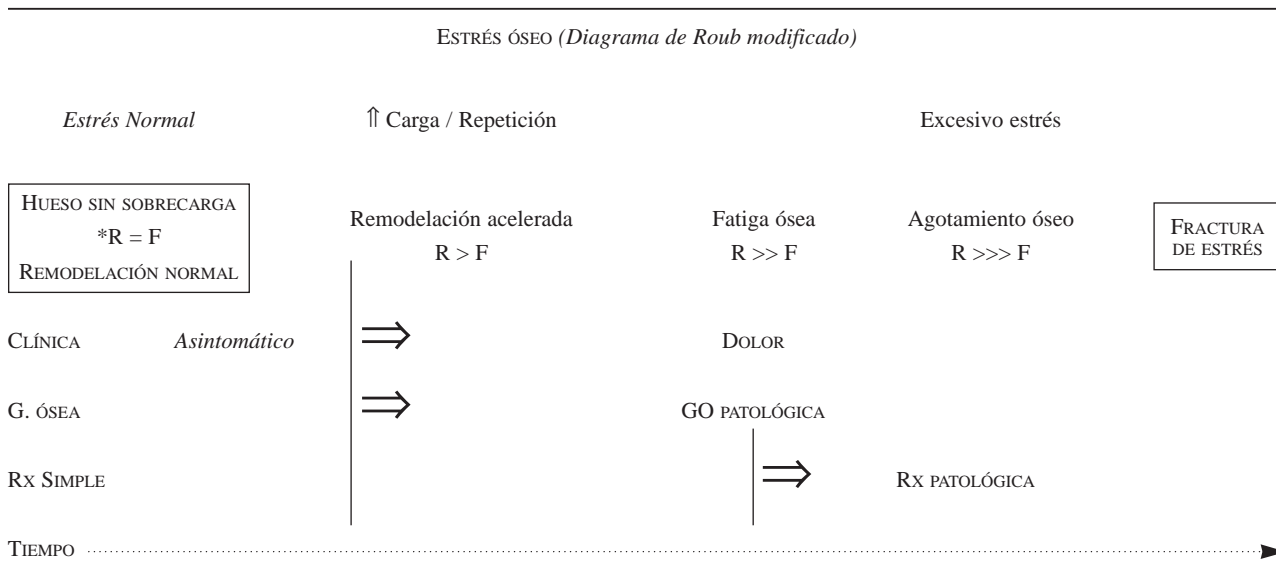 ESTRÉS ÓSEO (Diagrama de Roub modificado)
Estrés Normal ⇑ Carga / Repetición Excesivo estrés
HUESO SIN SOBRECARGA
*R = F
REMODELACIÓN NORMAL
Remodelación acelerada
R > F
Fatiga ósea
R >> F
Agotamiento óseo
R >>> F
FRACTURA
DE ESTRÉS
CLÍNICA Asintomático ⇒ DOLOR
G. ÓSEA ⇒ GO PATOLÓGICA
RX SIMPLE ⇒ RX PATOLÓGICA
TIEMPO